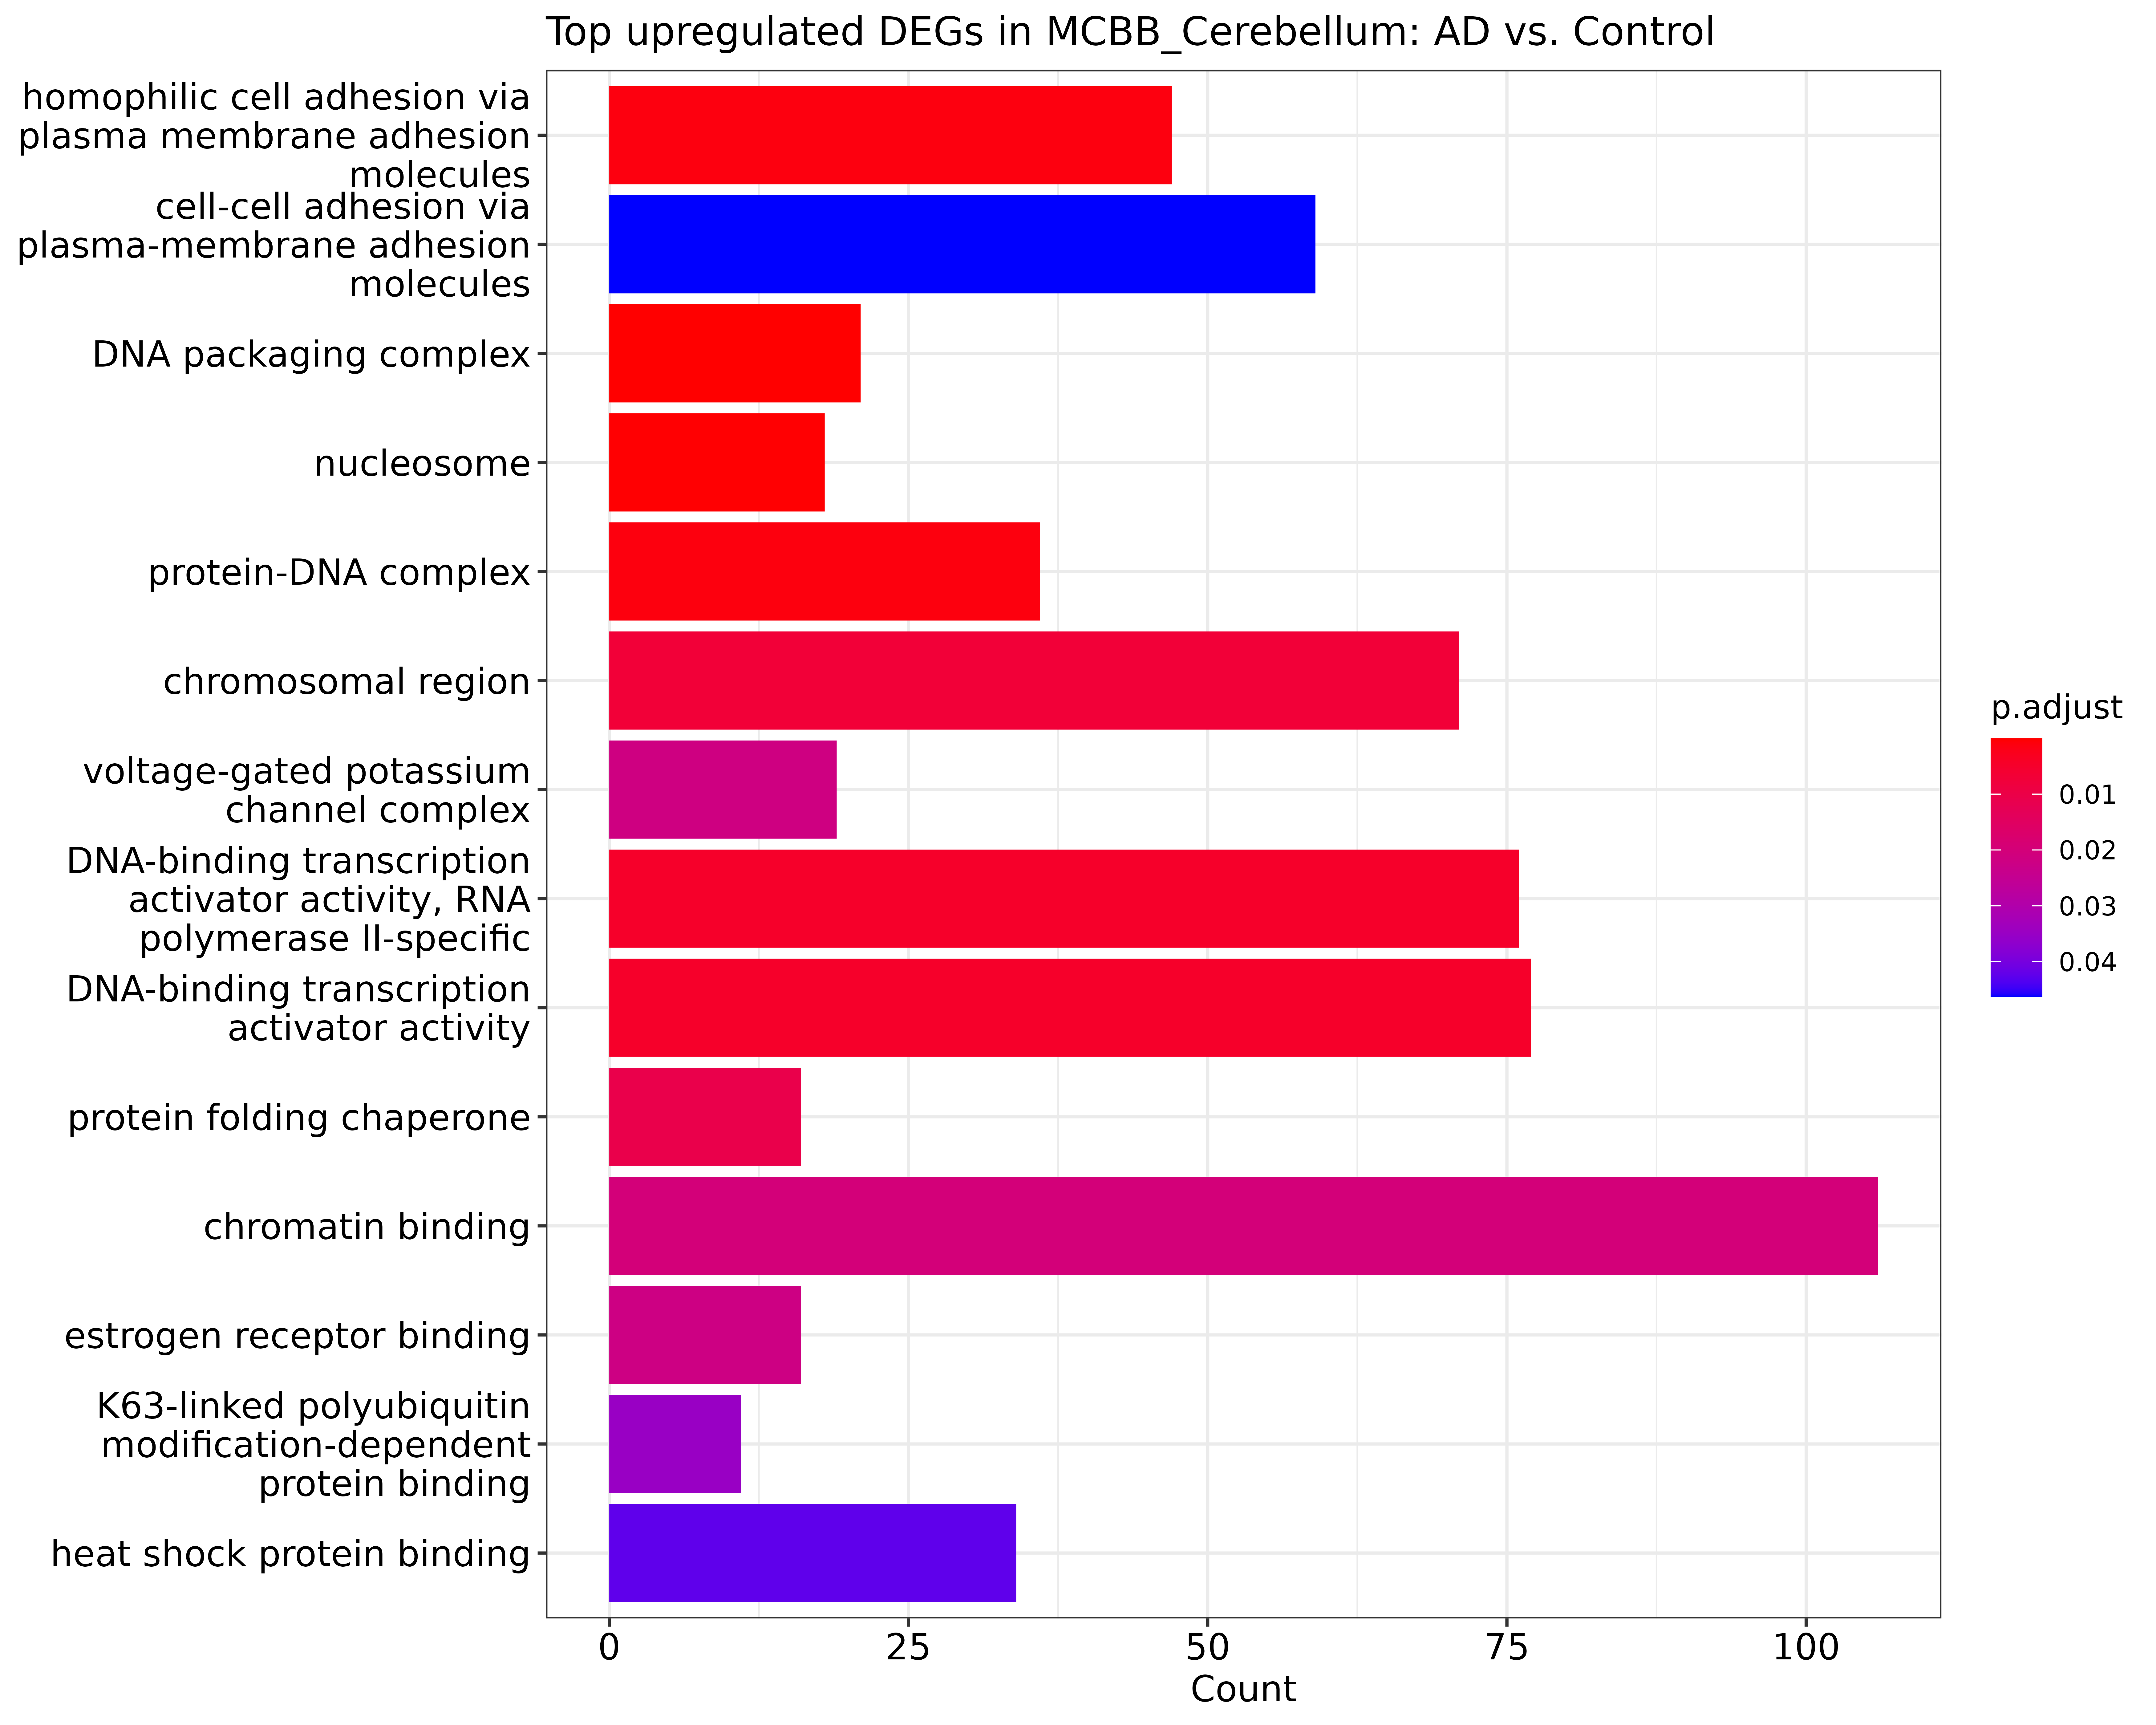 Top upregulated DEGs in MCBB_Cerebellum: AD vs. Control
homophilic cell adhesion via
plasma membrane adhesion
molecules
cell-cell adhesion via
plasma-membrane adhesion
molecules
DNA packaging complex
nucleosome
protein-DNA complex
chromosomal region
voltage-gated potassium
channel complex
DNA-binding transcription
activator activity, RNA
polymerase II-specific
DNA-binding transcription
activator activity
protein folding chaperone
chromatin binding
estrogen receptor binding
K63-linked polyubiquitin
modification-dependent
protein binding
heat shock protein binding
0 25 50 75 100
Count
p.adjust
0.01
0.02
0.03
0.04